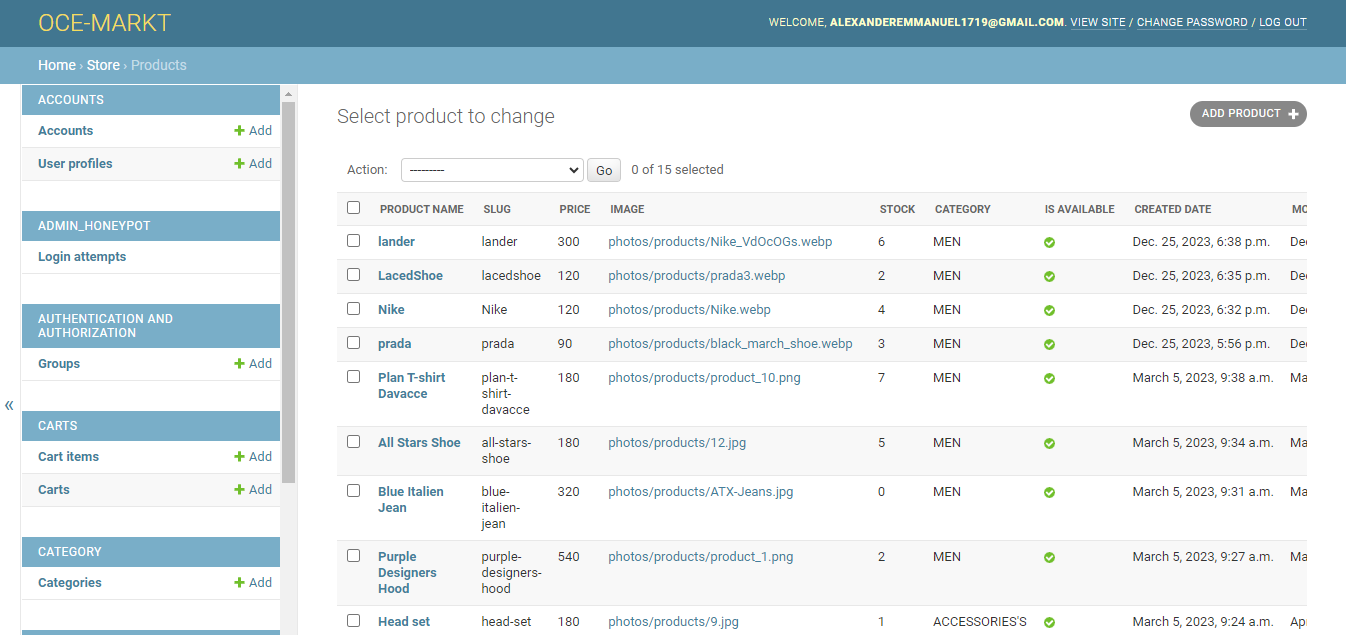 OCE-MARKT
WELCOME, ALEXANDEREMMANUEL1719@GMAIL.COM. VIEW SITE / CHANGE PASSWORD / LOG OUT
Home › Store › Products
ACCOUNTS
Accounts
Add
User profiles
Add
ADMIN_HONEYPOT
Login attempts
AUTHENTICATION AND
AUTHORIZATION
Groups
Add
«
CARTS
Cart items
Add
Carts
Add
CATEGORY
Categories
Add
Select product to change
ADD PRODUCT +
Action: --------- Go 0 of 15 selected
PRODUCT NAME SLUG PRICE IMAGE STOCK CATEGORY IS AVAILABLE CREATED DATE MO
lander lander 300 photos/products/Nike_VdOcOGs.webp 6 MEN Dec. 25, 2023, 6:38 p.m. Dec
LacedShoe lacedshoe 120 photos/products/prada3.webp 2 MEN Dec. 25, 2023, 6:35 p.m. Dec
Nike Nike 120 photos/products/Nike.webp 4 MEN Dec. 25, 2023, 6:32 p.m. Dec
prada prada 90 photos/products/black_march_shoe.webp 3 MEN Dec. 25, 2023, 5:56 p.m. Dec
Plan T-shirt plan-t- 180 photos/products/product_10.png 7 MEN March 5, 2023, 9:38 a.m. Ma
Davacce shirt-
davacce
All Stars Shoe all-stars- 180 photos/products/12.jpg 5 MEN March 5, 2023, 9:34 a.m. Ma
shoe
Blue Italien blue- 320 photos/products/ATX-Jeans.jpg 0 MEN March 5, 2023, 9:31 a.m. Ma
Jean italien-
jean
Purple purple- 540 photos/products/product_1.png 2 MEN March 5, 2023, 9:27 a.m. Ma
Designers designers-
Hood hood
Head set head-set 180 photos/products/9.jpg 1 ACCESSORIES'S March 5, 2023, 9:24 a.m. Apr